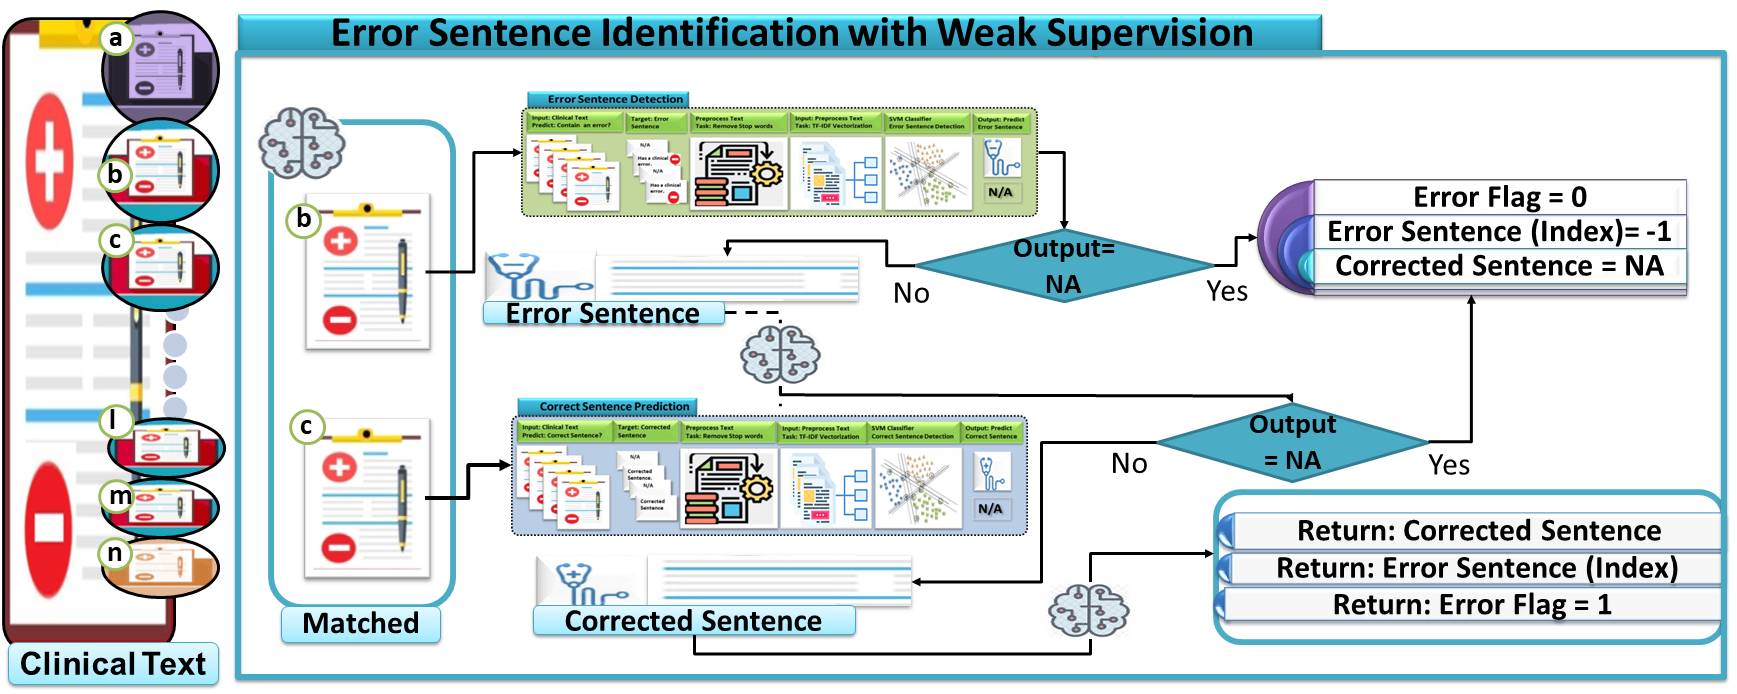 Error Sentence Identification with Weak Supervision
a
b
c
l
m
n
Clinical Text
b
c
Matched
Error Sentence Detection
Input: Clinical Text
Predict: Contain an error?
Target: Error
Sentence
Preprocess Text
Task: Remove Stop words
Input: Preprocess Text
Task: TF-IDF Vectorization
SVM Classifier
Error Sentence Detection
Output: Predict
Error Sentence
N/A
Has a clinical
error.
N/A
Has a clinical
error.
N/A
Output=
NA
No
Yes
Error Sentence
Error Flag = 0
Error Sentence (Index)= -1
Corrected Sentence = NA
Correct Sentence Prediction
Input: Clinical Text
Predict: Correct Sentence?
Target: Corrected
Sentence
Preprocess Text
Task: Remove Stop words
Input: Preprocess Text
Task: TF-IDF Vectorization
SVM Classifier
Correct Sentence Detection
Output: Predict
Correct Sentence
N/A
Corrected
Sentence.
N/A
Corrected
Sentence
N/A
Output
= NA
No
Yes
Corrected Sentence
Return: Corrected Sentence
Return: Error Sentence (Index)
Return: Error Flag = 1